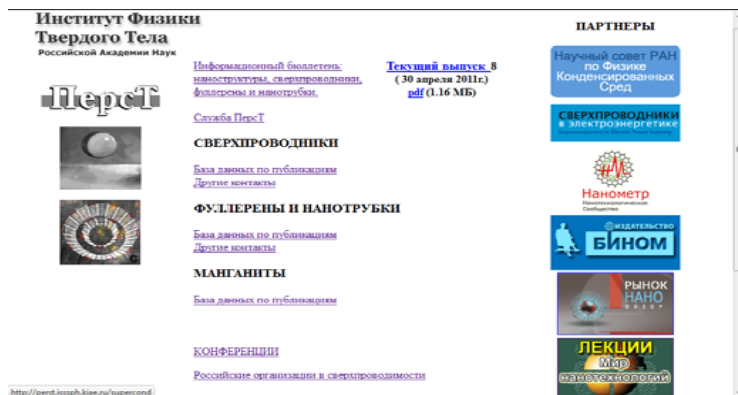 Институт Физики
Твердого Тела
Российской Академии Наук
ПерсТ
Информационный бюллетень:
наноструктуры, сверхпроводники,
фуллерены и нанотрубки.
Текущий выпуск 8
( 30 апреля 2011г.)
pdf (1.16 МБ)
Служба ПерсТ
СВЕРХПРОВОДНИКИ
База данных по публикациям
Другие контакты
ФУЛЛЕРЕНЫ И НАНОТРУБКИ
База данных по публикациям
Другие контакты
МАНГАНИТЫ
База данных по публикациям
КОНФЕРЕНЦИИ
Российские организации в сверхпроводимости
http://perst.isssph.kiae.ru/supercond
ПАРТНЕРЫ
Научный совет РАН
по Физике
Конденсированных
Сред
СВЕРХПРОВОДНИКИ
в электроэнергетике
Нанометр
Нанотехнологическое
Сообщество
ИЗДАТЕЛЬСТВО
БИНОМ
РЫНОК
НАНО
ОБЗОР
ЛЕКЦИИ
Мир
нанотехнологий